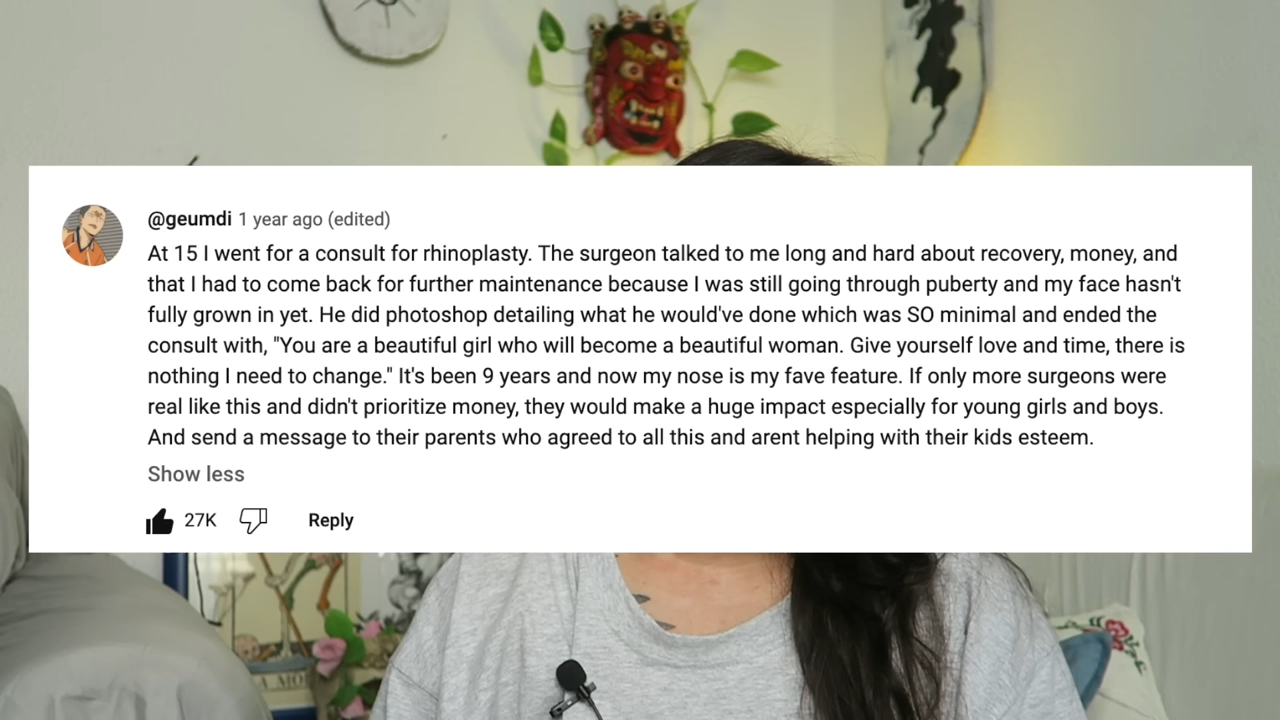 @geumdi 1 year ago (edited)
At 15 I went for a consult for rhinoplasty. The surgeon talked to me long and hard about recovery, money, and
that I had to come back for further maintenance because I was still going through puberty and my face hasn't
fully grown in yet. He did photoshop detailing what he would've done which was SO minimal and ended the
consult with, "You are a beautiful girl who will become a beautiful woman. Give yourself love and time, there is
nothing I need to change." It's been 9 years and now my nose is my fave feature. If only more surgeons were
real like this and didn't prioritize money, they would make a huge impact especially for young girls and boys.
And send a message to their parents who agreed to all this and arent helping with their kids esteem.
Show less
27K Reply